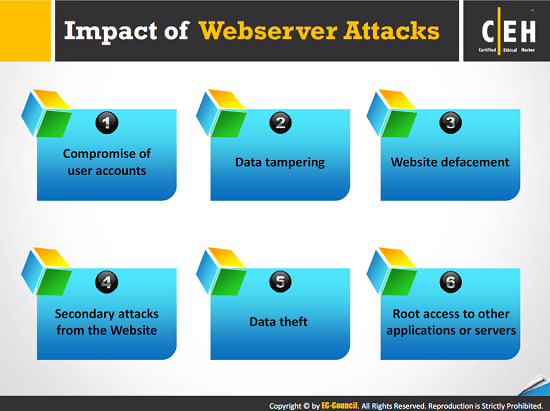 Impact of Webserver Attacks
C|EH
Certified Ethical Hacker
1
Compromise of
user accounts
2
Data tampering
3
Website defacement
4
Secondary attacks
from the Website
5
Data theft
6
Root access to other
applications or servers
Copyright © by EC-Council. All Rights Reserved. Reproduction is Strictly Prohibited.